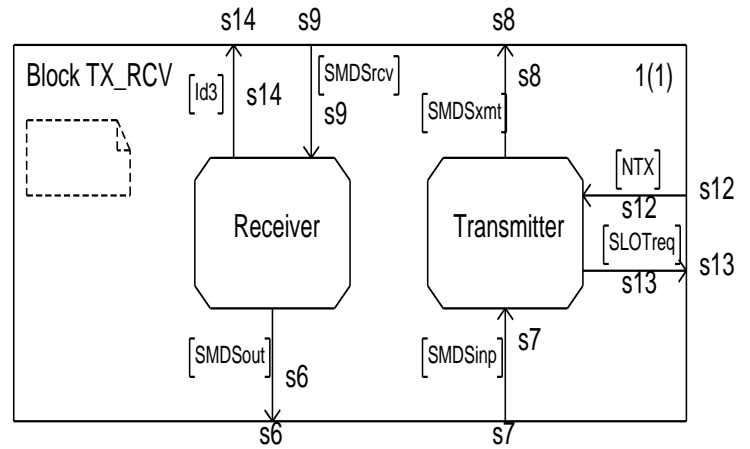 s14 s9 s8
Block TX_RCV [Id3] s14 [SMDSrcv] s9 [SMDSxmt] s8 1(1)
[NTX] s12 s12
Receiver Transmitter
[SLOTreq] s13 s13
[SMDSout] s6 [SMDSinp] s7
s6 s7